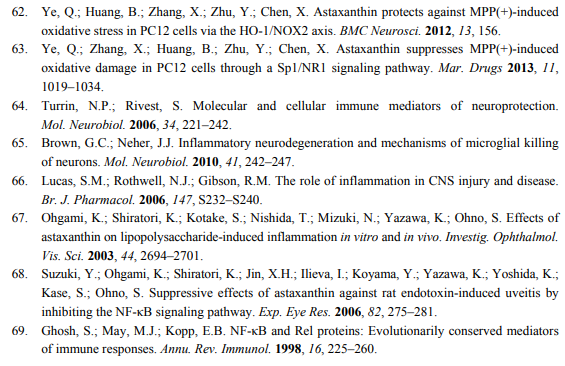 62. Ye, Q.; Huang, B.; Zhang, X.; Zhu, Y.; Chen, X. Astaxanthin protects against MPP(+)-induced
oxidative stress in PC12 cells via the HO-1/NOX2 axis. BMC Neurosci. 2012, 13, 156.
63. Ye, Q.; Zhang, X.; Huang, B.; Zhu, Y.; Chen, X. Astaxanthin suppresses MPP(+)-induced
oxidative damage in PC12 cells through a Sp1/NR1 signaling pathway. Mar. Drugs 2013, 11,
1019–1034.
64. Turrin, N.P.; Rivest, S. Molecular and cellular immune mediators of neuroprotection.
Mol. Neurobiol. 2006, 34, 221–242.
65. Brown, G.C.; Neher, J.J. Inflammatory neurodegeneration and mechanisms of microglial killing
of neurons. Mol. Neurobiol. 2010, 41, 242–247.
66. Lucas, S.M.; Rothwell, N.J.; Gibson, R.M. The role of inflammation in CNS injury and disease.
Br. J. Pharmacol. 2006, 147, S232–S240.
67. Ohgami, K.; Shiratori, K.; Kotake, S.; Nishida, T.; Mizuki, N.; Yazawa, K.; Ohno, S. Effects of
astaxanthin on lipopolysaccharide-induced inflammation in vitro and in vivo. Investig. Ophthalmol.
Vis. Sci. 2003, 44, 2694–2701.
68. Suzuki, Y.; Ohgami, K.; Shiratori, K.; Jin, X.H.; Ilieva, I.; Koyama, Y.; Yazawa, K.; Yoshida, K.;
Kase, S.; Ohno, S. Suppressive effects of astaxanthin against rat endotoxin-induced uveitis by
inhibiting the NF-κB signaling pathway. Exp. Eye Res. 2006, 82, 275–281.
69. Ghosh, S.; May, M.J.; Kopp, E.B. NF-κB and Rel proteins: Evolutionarily conserved mediators
of immune responses. Annu. Rev. Immunol. 1998, 16, 225–260.